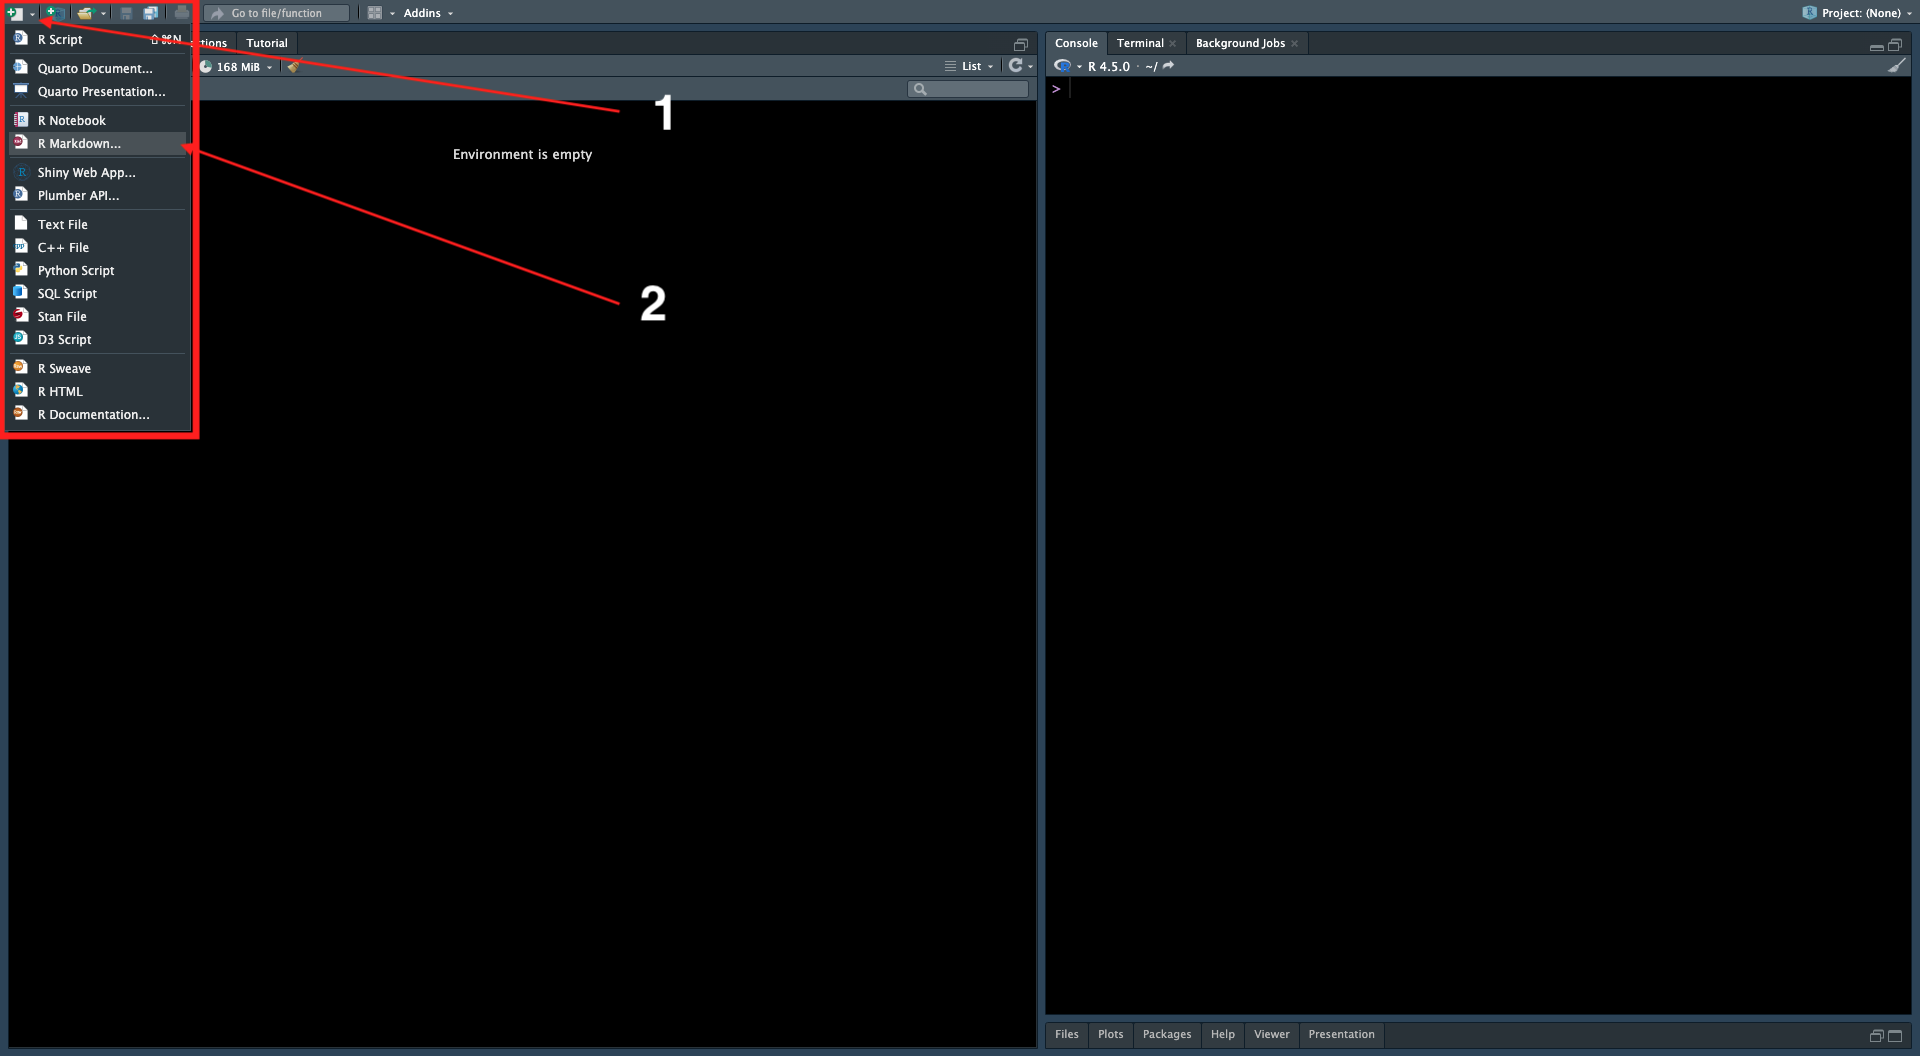 Go to file/function
Addins
Project: (None)
R Script ⇧⌘N
Quarto Document...
Quarto Presentation...
R Notebook
R Markdown...
Shiny Web App...
Plumber API...
Text File
C++ File
Python Script
SQL Script
Stan File
D3 Script
R Sweave
R HTML
R Documentation...
Tutorial
168 MiB
List
Environment is empty
1
2
Console Terminal Background Jobs
R 4.5.0 · ~/
>
Files Plots Packages Help Viewer Presentation